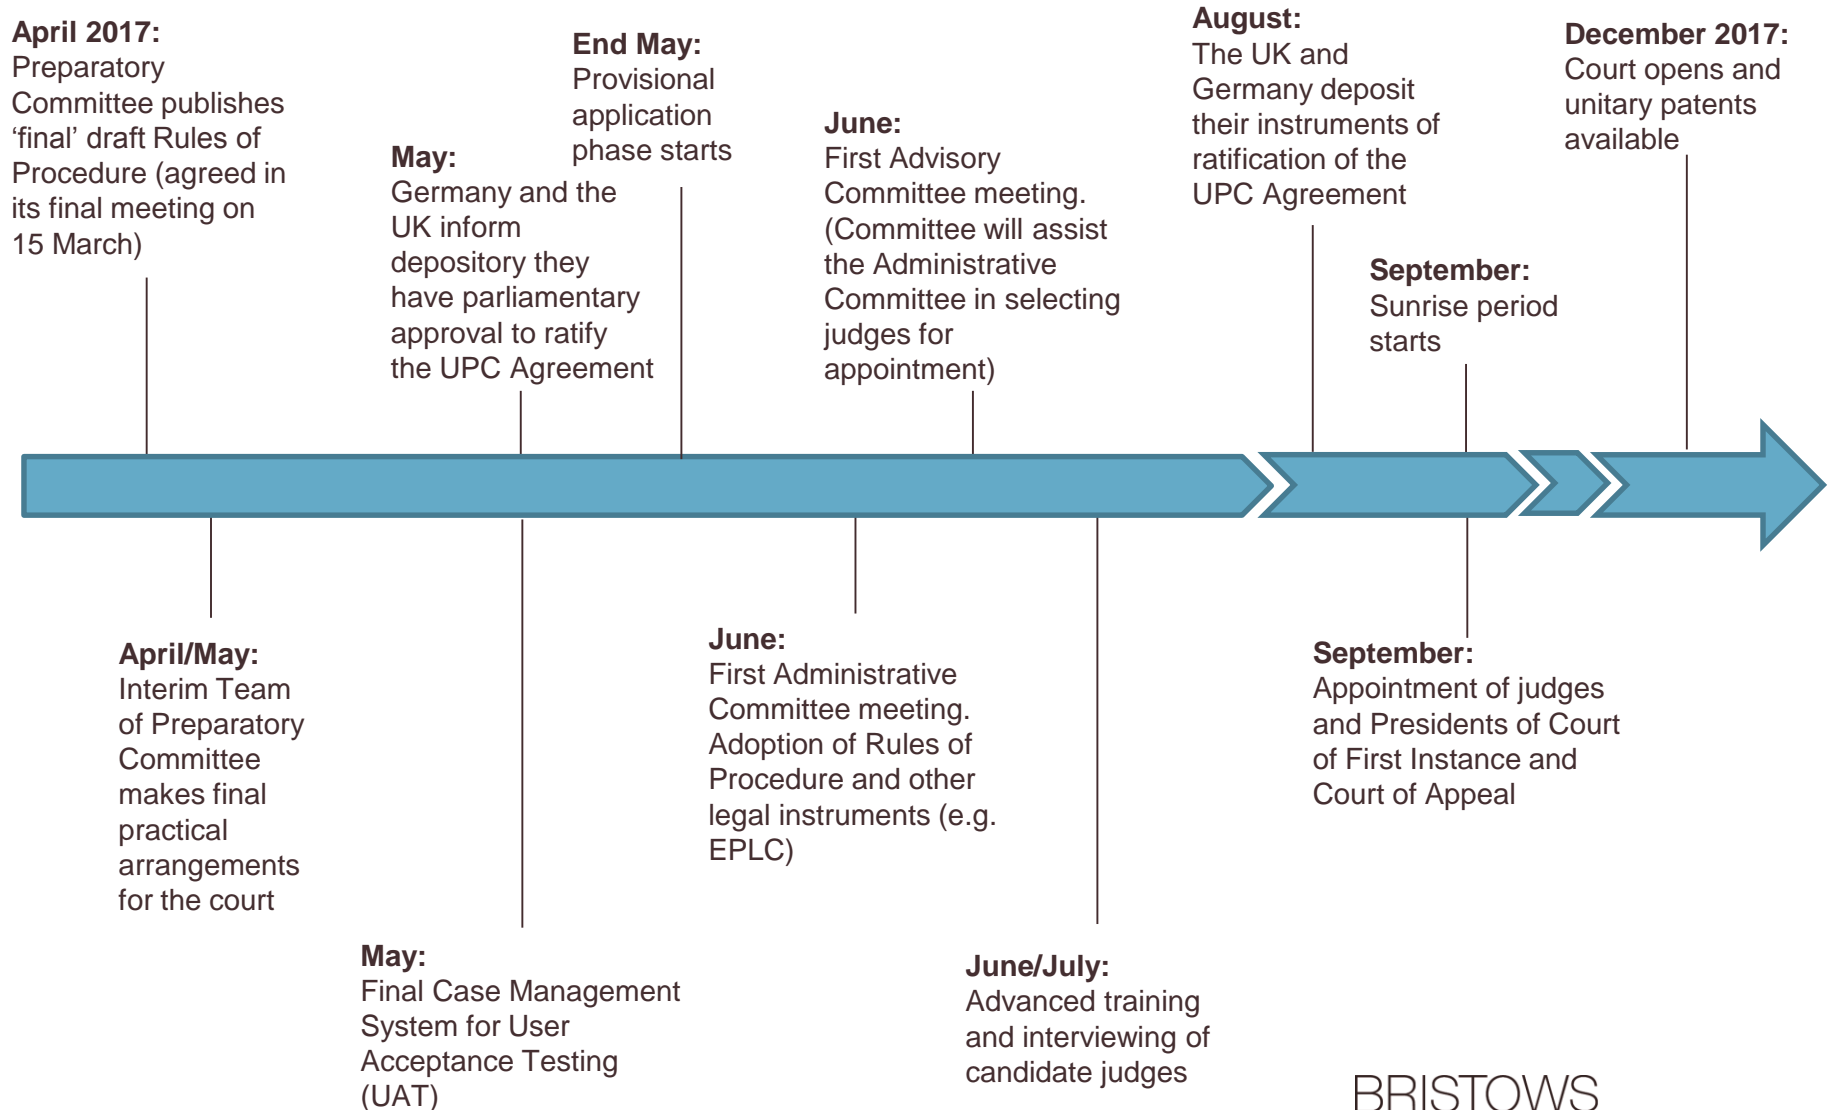 April 2017:
Preparatory
Committee publishes
‘final’ draft Rules of
Procedure (agreed in
its final meeting on
15 March)
May:
Germany and the
UK inform
depository they
have parliamentary
approval to ratify
the UPC Agreement
End May:
Provisional
application
phase starts
June:
First Advisory
Committee meeting.
(Committee will assist
the Administrative
Committee in selecting
judges for
appointment)
August:
The UK and
Germany deposit
their instruments of
ratification of the
UPC Agreement
September:
Sunrise period
starts
December 2017:
Court opens and
unitary patents
available
April/May:
Interim Team
of Preparatory
Committee
makes final
practical
arrangements
for the court
May:
Final Case Management
System for User
Acceptance Testing
(UAT)
June:
First Administrative
Committee meeting.
Adoption of Rules of
Procedure and other
legal instruments (e.g.
EPLC)
June/July:
Advanced training
and interviewing of
candidate judges
September:
Appointment of judges
and Presidents of Court
of First Instance and
Court of Appeal
BRISTOWS